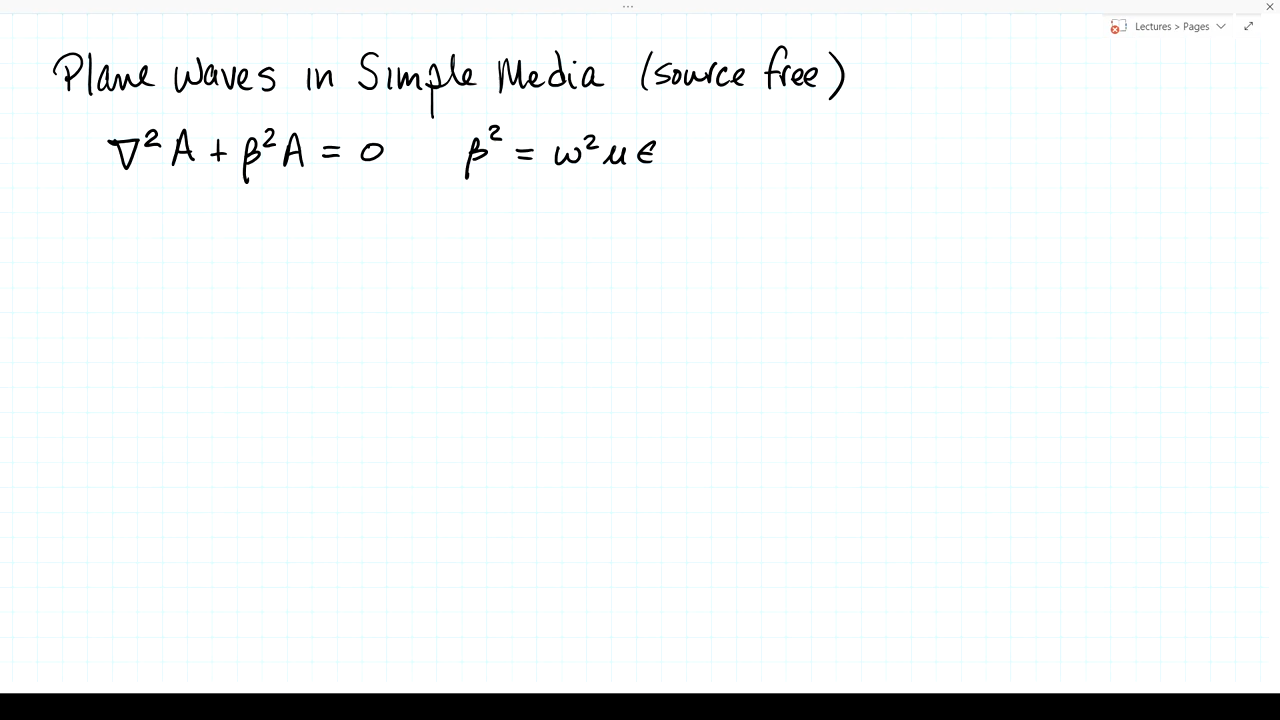 Lectures > Pages
Plane Waves in Simple Media (source free)
∇²A + β²A = 0 β² = ω²μϵ